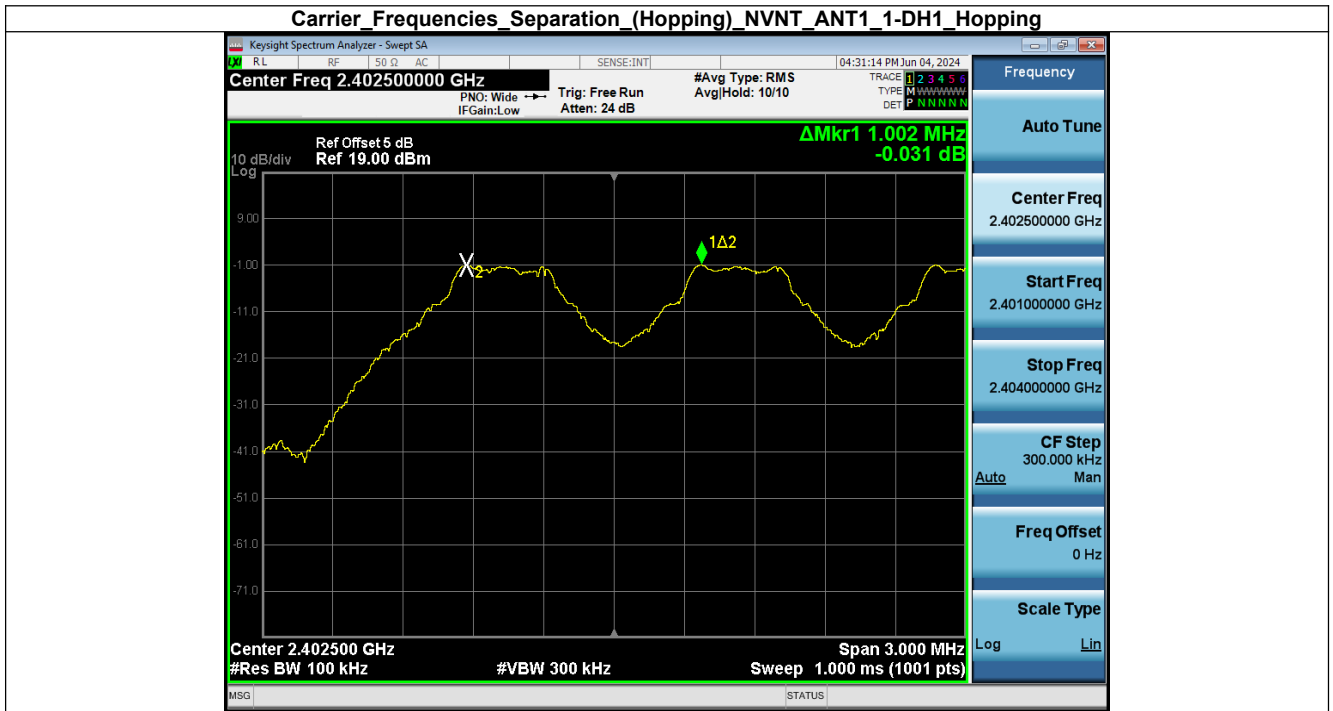 Carrier_Frequencies_Separation_(Hopping)_NVNT_ANT1_1-DH1_Hopping
Keysight Spectrum Analyzer - Swept SA
LXI RL RF 50 Ω AC SENSE:INT 04:31:14 PM Jun 04, 2024
Center Freq 2.402500000 GHz
PNO: Wide
IFGain:Low
Trig: Free Run
Atten: 24 dB
#Avg Type: RMS
Avg|Hold: 10/10
TRACE 1 2 3 4 5 6
TYPE M WWWWW
DET P N N N N N
Ref Offset 5 dB
10 dB/div Ref 19.00 dBm
Log
ΔMkr1 1.002 MHz
-0.031 dB
9.00
-1.00
-11.0
-21.0
-31.0
-41.0
-51.0
-61.0
-71.0
2
1Δ2
Center 2.402500 GHz Span 3.000 MHz
#Res BW 100 kHz #VBW 300 kHz Sweep 1.000 ms (1001 pts)
MSG STATUS
Frequency
Auto Tune
Center Freq
2.402500000 GHz
Start Freq
2.401000000 GHz
Stop Freq
2.404000000 GHz
CF Step
300.000 kHz
Auto Man
Freq Offset
0 Hz
Scale Type
Log Lin